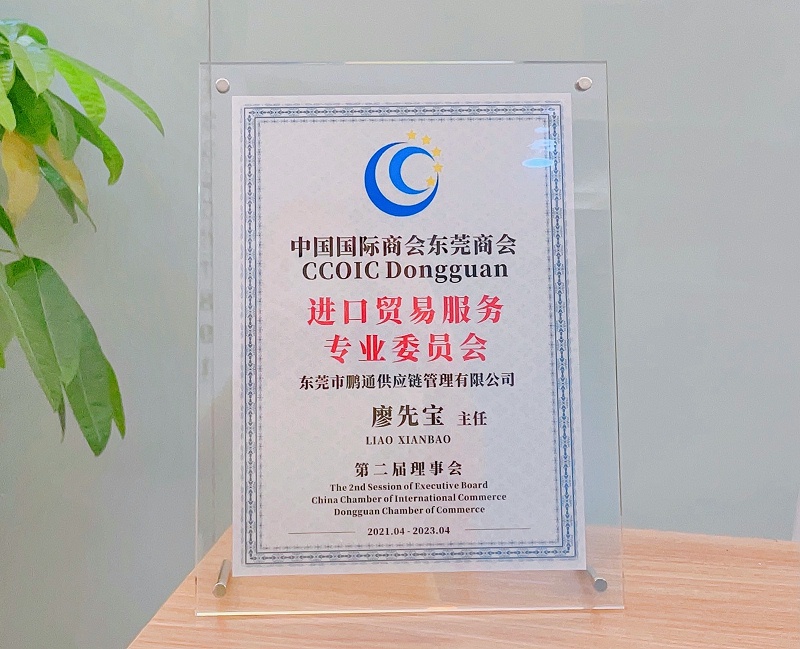 中国国际商会东莞商会
CCOIC Dongguan
进口贸易服务
专业委员会
东莞市鹏通供应链管理有限公司
廖先宝 主任
LIAO XIANBAO
第二届理事会
The 2nd Session of Executive Board
China Chamber of International Commerce
Dongguan Chamber of Commerce
2021.04 - 2023.04